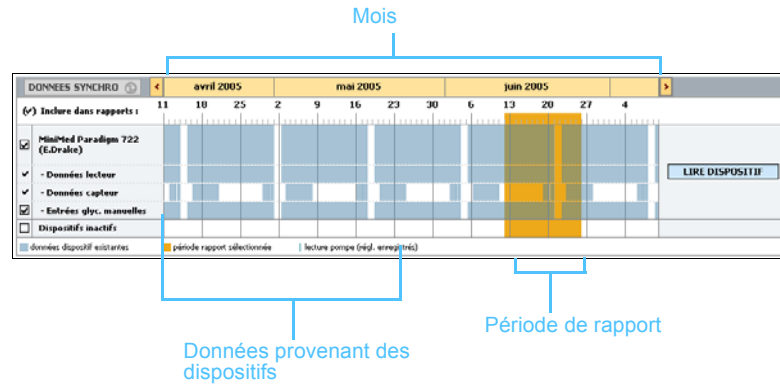 Mois
DONNEES SYNCHRO
avril 2005 mai 2005 juin 2005
(✓) Inclure dans rapports : 11 18 25 2 9 16 23 30 6 13 20 27 4
MiniMed Paradigm 722
(E.Drake)
- Données lecteur
- Données capteur
- Entrées glyc. manuelles
Dispositifs inactifs
LIRE DISPOSITIF
données dispositif existantes période rapport sélectionnée lecture pompe (régl. enregistrés)
Période de rapport
Données provenant des
dispositifs